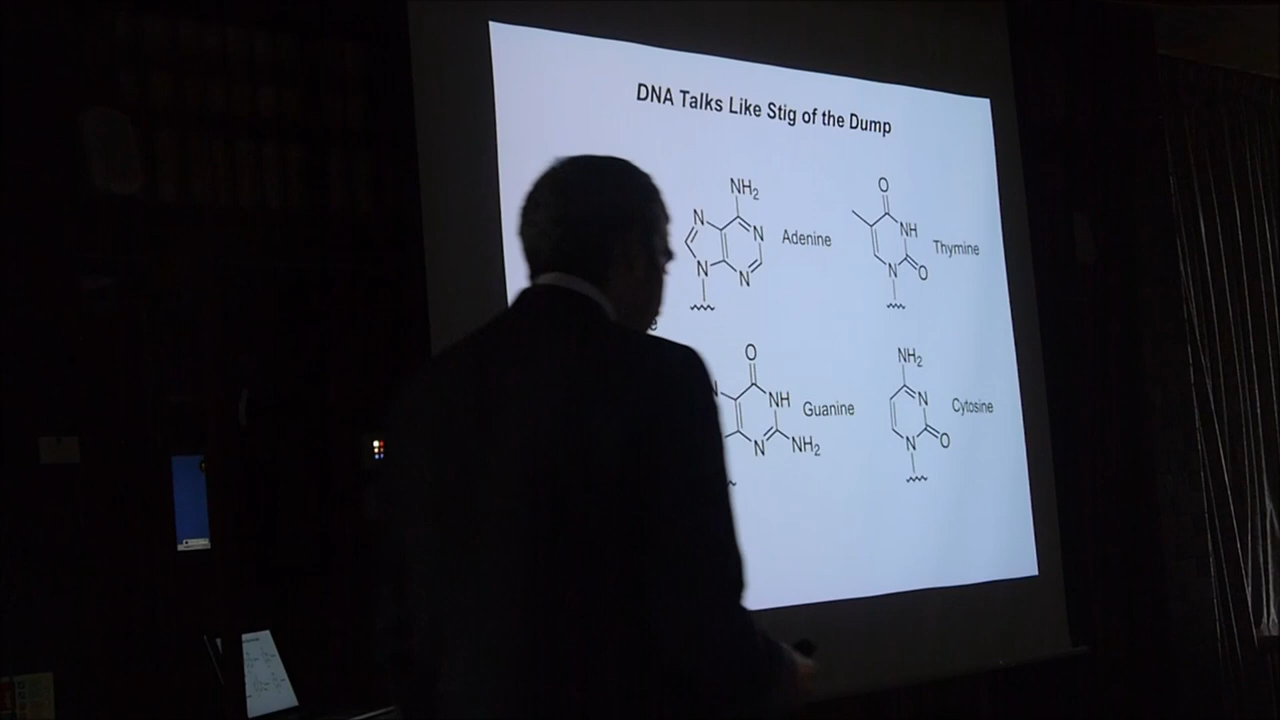 DNA Talks Like Stig of the Dump
NH2
N
N
N
N
Adenine
O
NH
N
O
Thymine
e
O
N
NH
N
NH2
Guanine
NH2
N
N
O
Cytosine